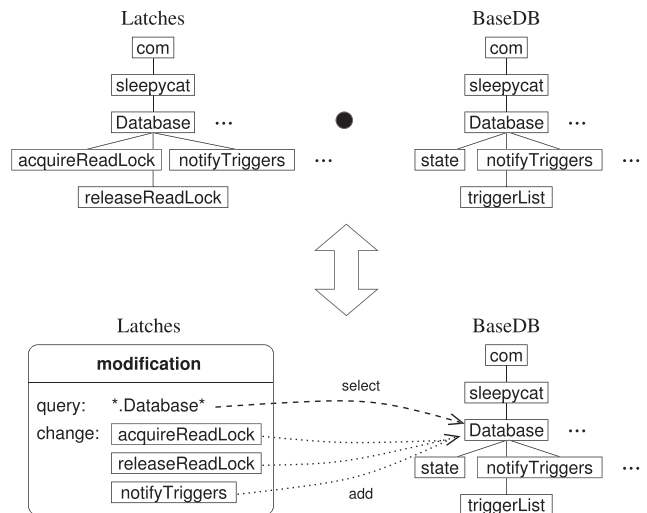 Latches BaseDB
com com
sleepycat sleepycat
Database ... Database ...
acquireReadLock notifyTriggers ... state notifyTriggers ...
releaseReadLock triggerList
Latches BaseDB
modification com
select
query: *.Database* sleepycat
change: acquireReadLock Database ...
releaseReadLock state notifyTriggers ...
notifyTriggers add triggerList